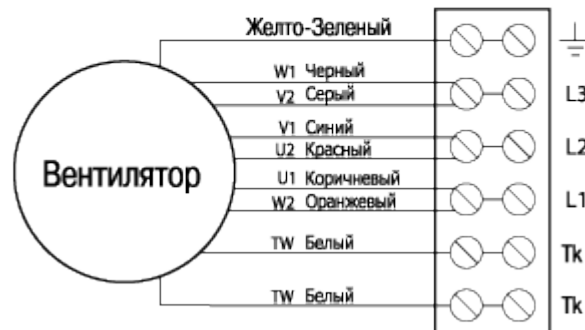 Желто-Зеленый
W1 Черный
V2 Серый
L3
V1 Синий
U2 Красный
L2
Вентилятор
U1 Коричневый
W2 Оранжевый
L1
TW Белый
Tk
TW Белый
Tk